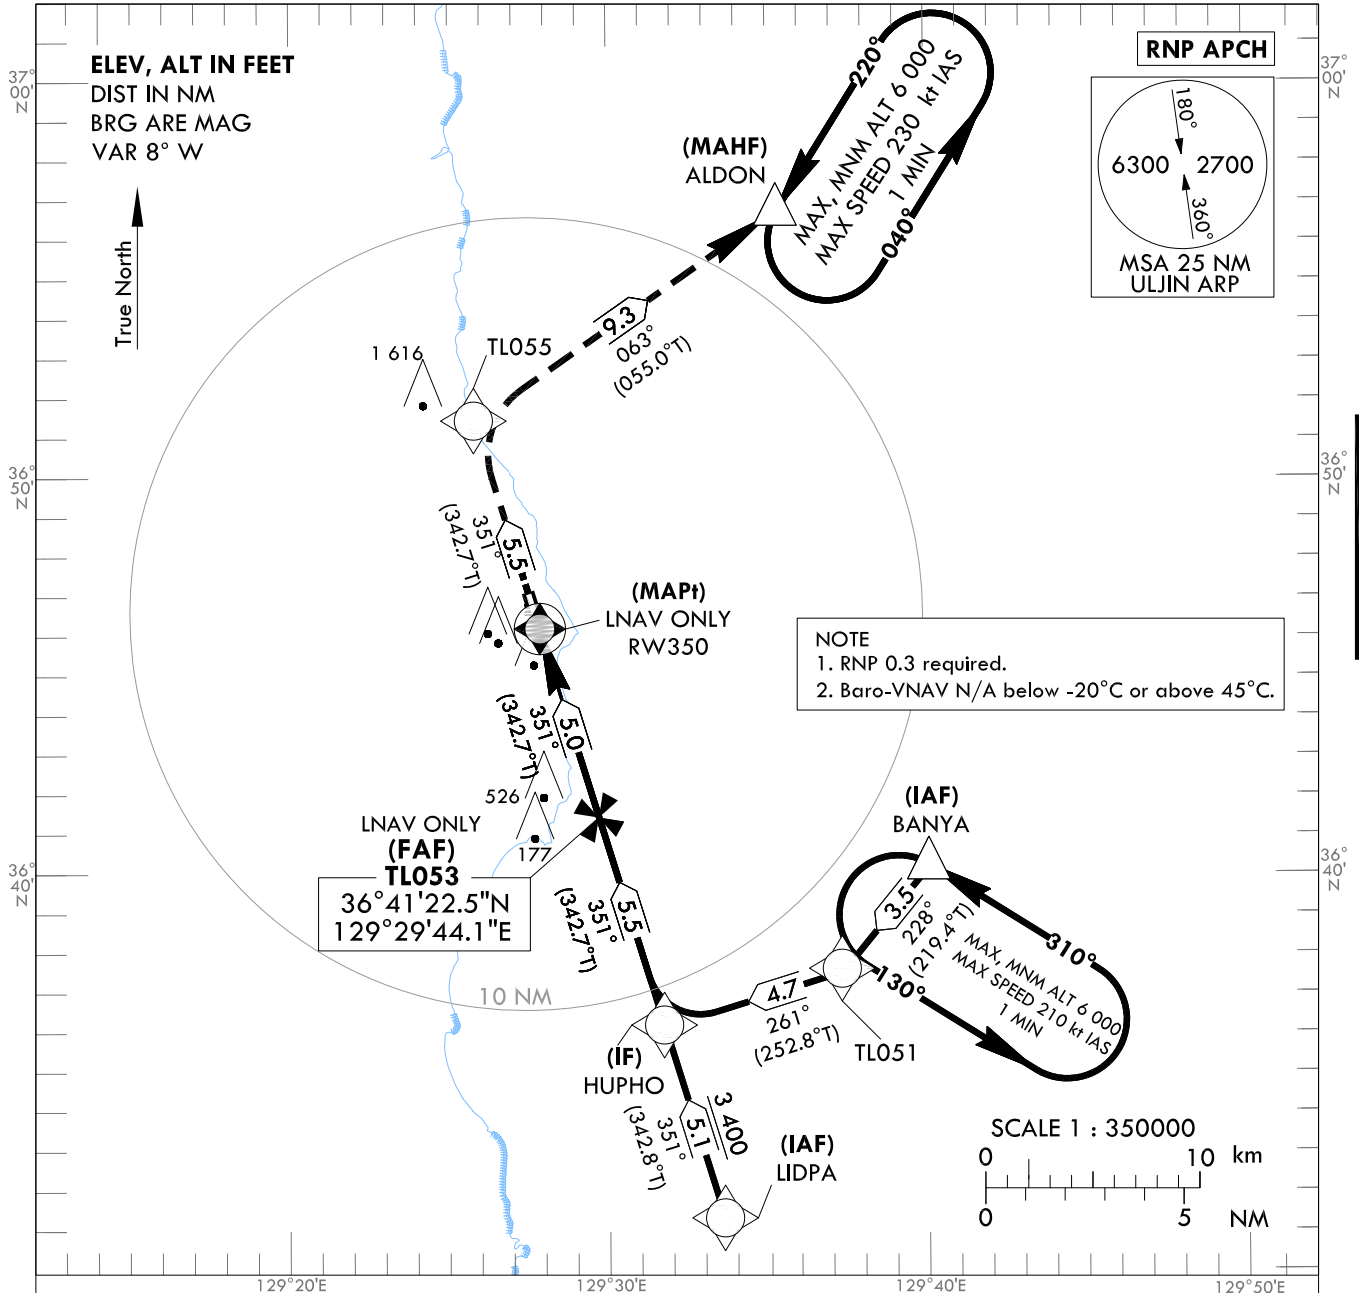 ELEV, ALT IN FEET
DIST IN NM
BRG ARE MAG
VAR 8° W
True North
RNP APCH
180°
6300 2700
360°
MSA 25 NM
ULJIN ARP
37°
00'
N
37°
00'
N
220°
MAX, MNM ALT 6 000
MAX SPEED 230 kt IAS
1 MIN
040°
(MAHF)
ALDON
9.3
063°
(055.0°T)
1 616
TL055
36°
50'
N
36°
50'
N
5.5
351°
(342.7°T)
(MAPt)
LNAV ONLY
RW350
NOTE
1. RNP 0.3 required.
2. Baro-VNAV N/A below -20°C or above 45°C.
5.0
351°
(342.7°T)
526
177
LNAV ONLY
(FAF)
TL053
36°41'22.5"N
129°29'44.1"E
(IAF)
BANYA
36°
40'
N
36°
40'
N
5.5
351°
(342.7°T)
3.5
228°
(219.4°T)
310°
MAX, MNM ALT 6 000
MAX SPEED 210 kt IAS
1 MIN
130°
10 NM
4.7
261°
(252.8°T)
TL051
(IF)
HUPHO
3 400
5.1
351°
(342.8°T)
(IAF)
LIDPA
SCALE 1 : 350000
0 10 km
0 5 NM
129°20'E 129°30'E 129°40'E 129°50'E